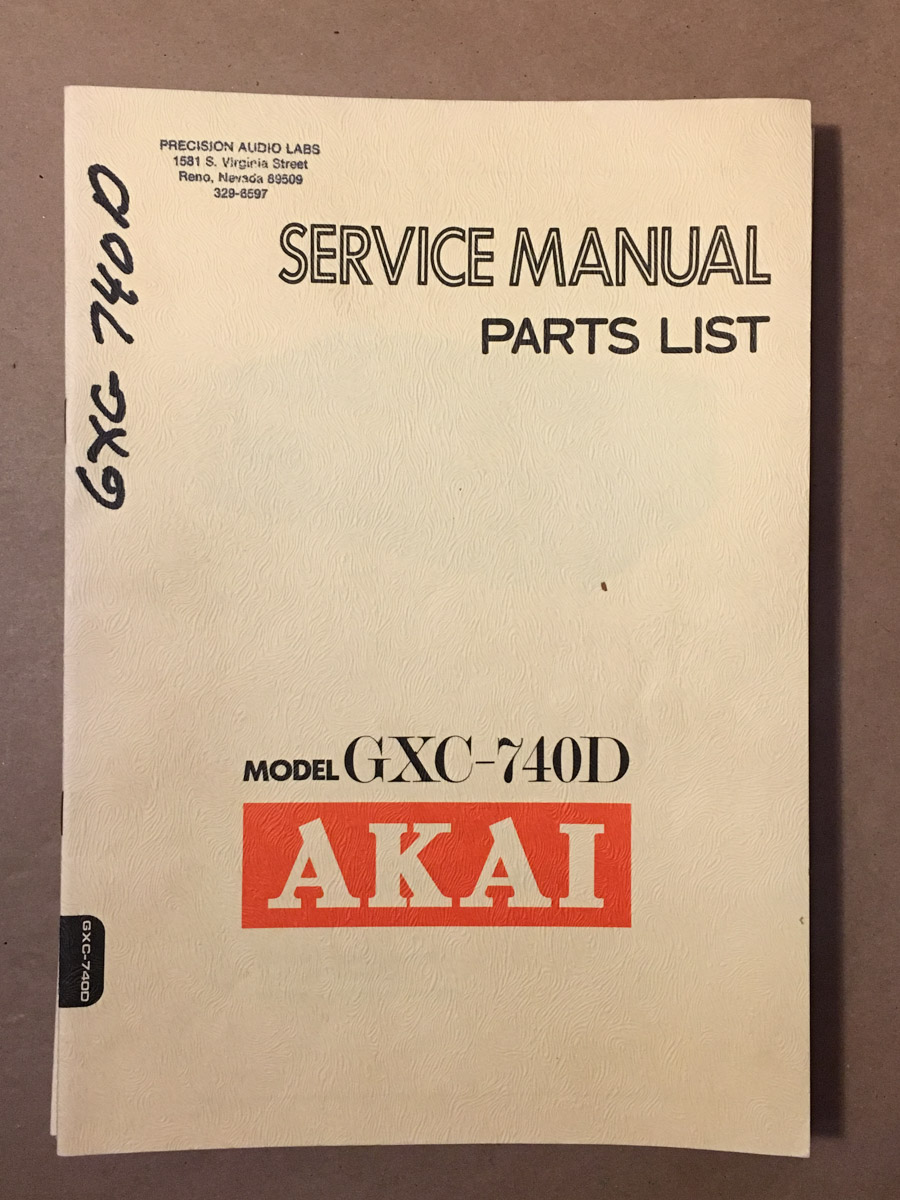 PRECISION AUDIO LABS
1581 S. Virginia Street
Reno, Nevada 89509
329-6597
GXC 740D
SERVICE MANUAL
PARTS LIST
MODEL GXC-740D
AKAI
GXC-740D